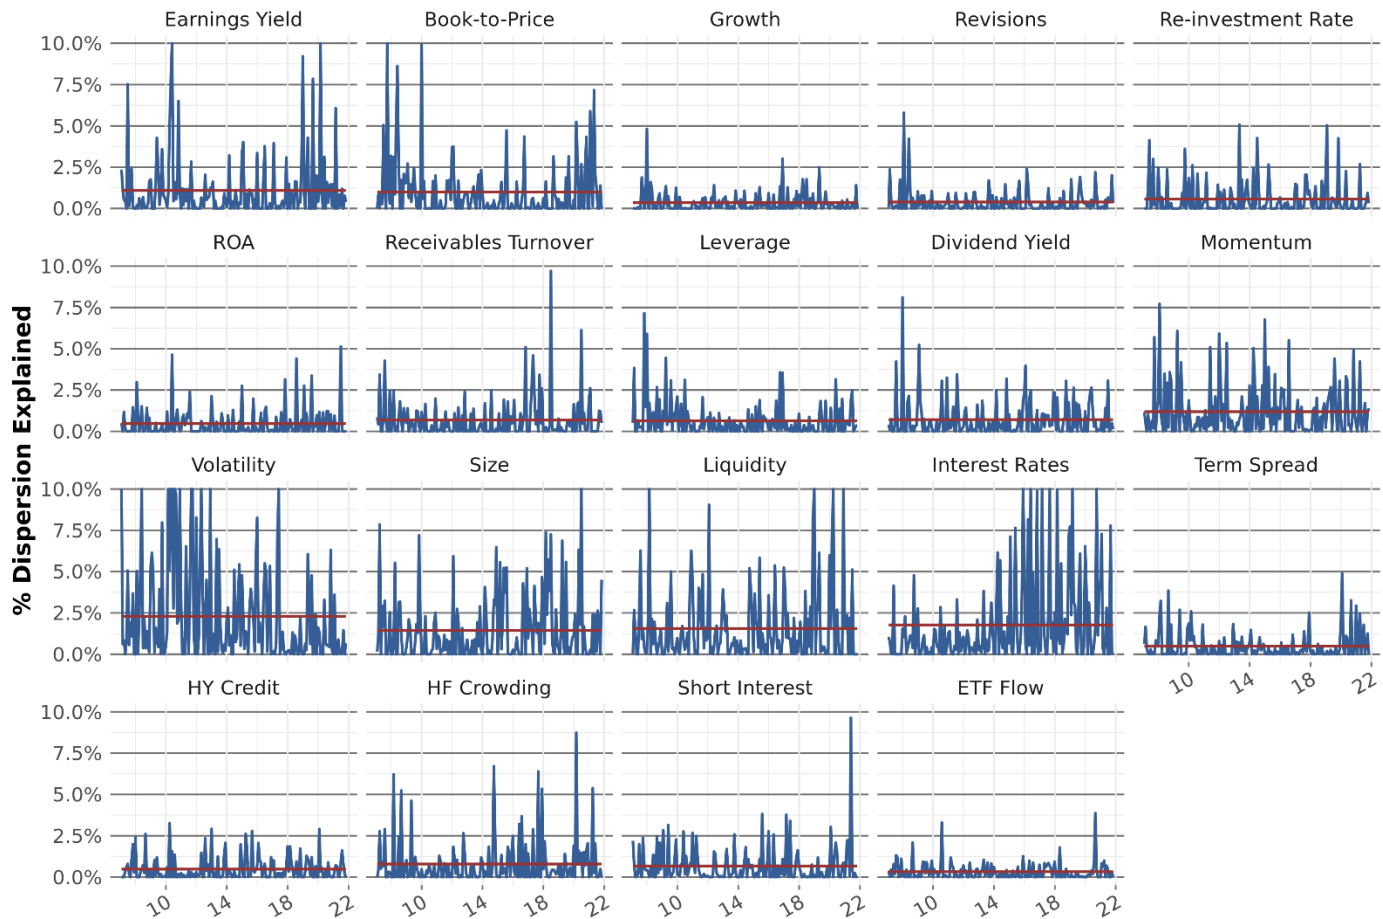 Earnings Yield Book-to-Price Growth Revisions Re-investment Rate
10.0%
7.5%
5.0%
2.5%
0.0%
ROA Receivables Turnover Leverage Dividend Yield Momentum
10.0%
7.5%
5.0%
2.5%
0.0%
% Dispersion Explained
Volatility Size Liquidity Interest Rates Term Spread
10.0%
7.5%
5.0%
2.5%
0.0%
10 14 18 22
HY Credit HF Crowding Short Interest ETF Flow
10.0%
7.5%
5.0%
2.5%
0.0%
10 14 18 22 10 14 18 22 10 14 18 22 10 14 18 22